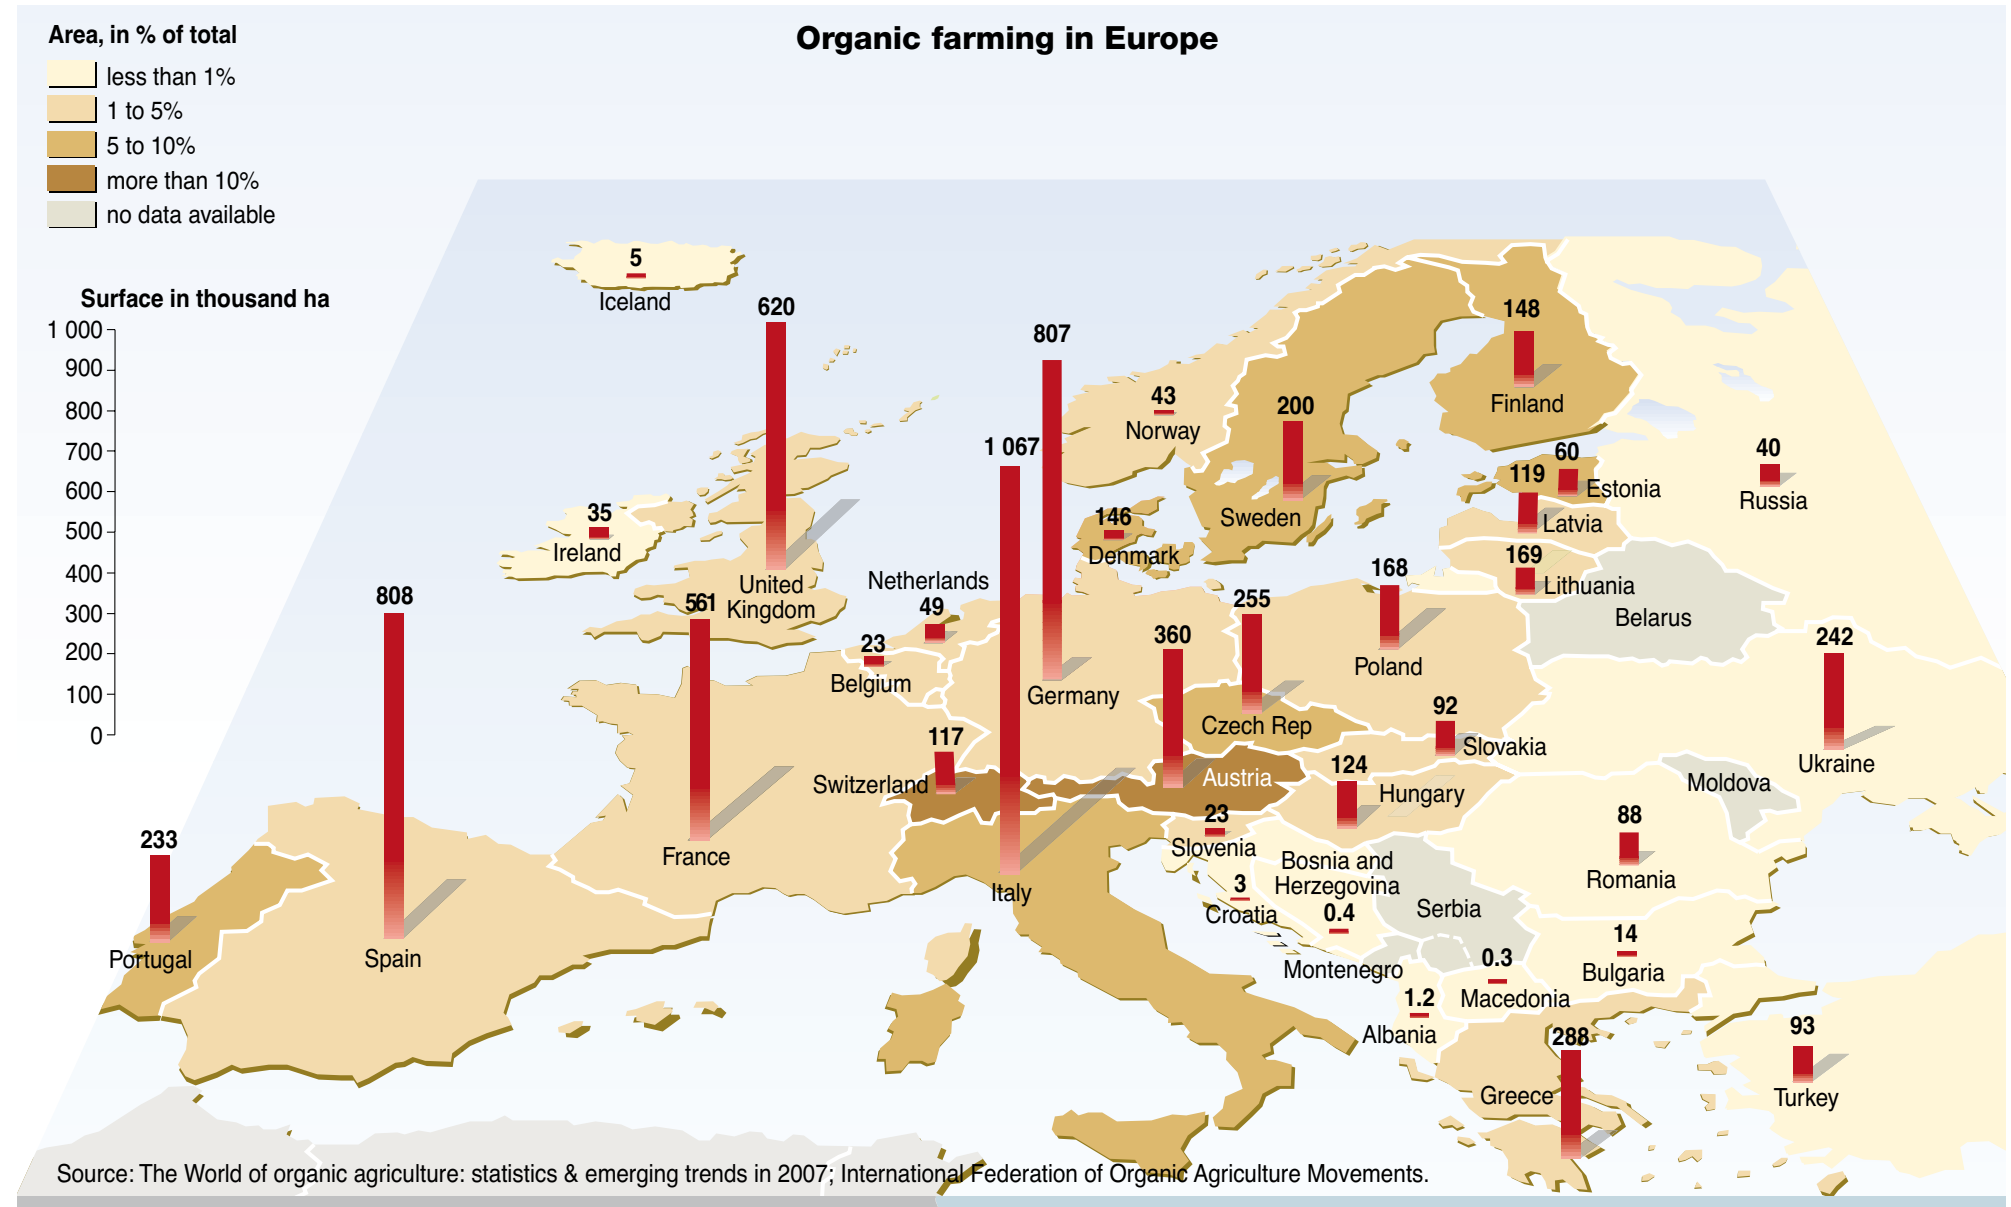 Organic farming in Europe
Area, in % of total
less than 1%
1 to 5%
5 to 10%
more than 10%
no data available
Surface in thousand ha
1 000
900
800
700
600
500
400
300
200
100
0
5
Iceland
620
United
Kingdom
35
Ireland
807
Germany
1 067
Italy
43
Norway
200
Sweden
148
Finland
60
Estonia
119
Latvia
169
Lithuania
40
Russia
146
Denmark
Netherlands
49
23
Belgium
561
France
808
Spain
233
Portugal
117
Switzerland
360
Austria
255
Czech Rep
168
Poland
Belarus
242
Ukraine
92
Slovakia
124
Hungary
Moldova
23
Slovenia
3
Croatia
Bosnia and
Herzegovina
0.4
Serbia
88
Romania
14
Bulgaria
Montenegro
0.3
Macedonia
1.2
Albania
288
Greece
93
Turkey
Source: The World of organic agriculture: statistics & emerging trends in 2007; International Federation of Organic Agriculture Movements.